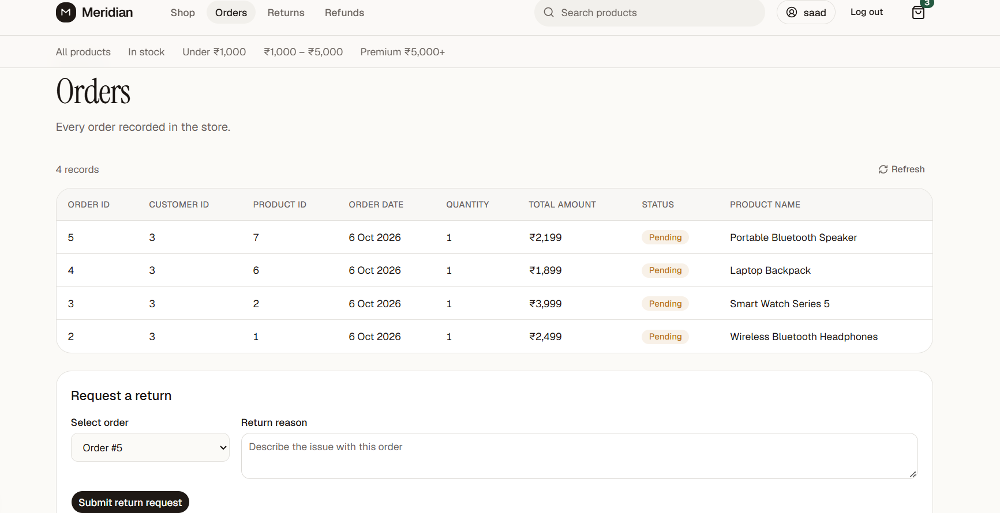 Meridian Shop Orders Returns Refunds Search products saad Log out 3
All products In stock Under ₹1,000 ₹1,000 – ₹5,000 Premium ₹5,000+
Orders
Every order recorded in the store.
4 records Refresh
ORDER ID CUSTOMER ID PRODUCT ID ORDER DATE QUANTITY TOTAL AMOUNT STATUS PRODUCT NAME
5 3 7 6 Oct 2026 1 ₹2,199 Pending Portable Bluetooth Speaker
4 3 6 6 Oct 2026 1 ₹1,899 Pending Laptop Backpack
3 3 2 6 Oct 2026 1 ₹3,999 Pending Smart Watch Series 5
2 3 1 6 Oct 2026 1 ₹2,499 Pending Wireless Bluetooth Headphones
Request a return
Select order Return reason
Order #5 Describe the issue with this order
Submit return request